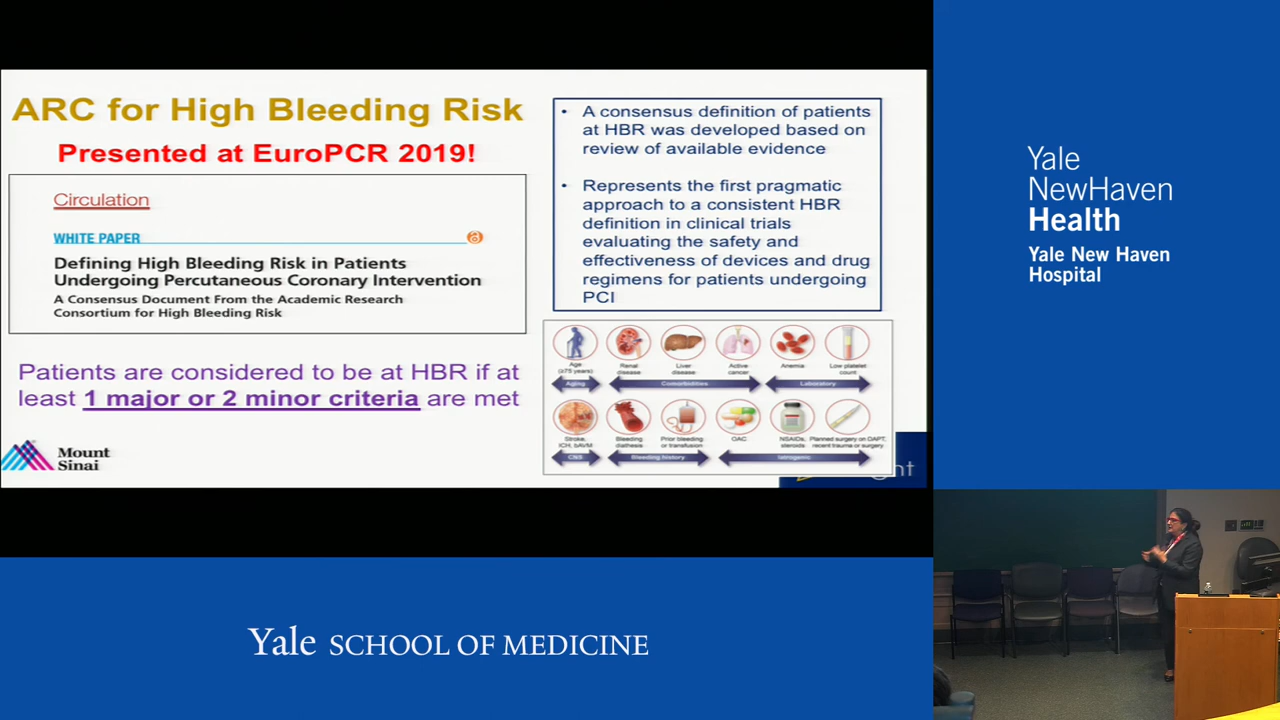 ARC for High Bleeding Risk
Presented at EuroPCR 2019!
Circulation
WHITE PAPER
Defining High Bleeding Risk in Patients
Undergoing Percutaneous Coronary Intervention
A Consensus Document From the Academic Research
Consortium for High Bleeding Risk
Patients are considered to be at HBR if at
least 1 major or 2 minor criteria are met
Mount
Sinai
• A consensus definition of patients
at HBR was developed based on
review of available evidence
• Represents the first pragmatic
approach to a consistent HBR
definition in clinical trials
evaluating the safety and
effectiveness of devices and drug
regimens for patients undergoing
PCI
Age
(≥75 years)
Renal
disease
Liver
disease
Active
cancer
Anemia
Low platelet
count
Aging
Comorbidities
Laboratory
Stroke,
ICH, bAVM
Bleeding
diathesis
Prior bleeding
or transfusion
OAC
NSAIDs,
steroids
Planned surgery on DAPT,
recent trauma or surgery
CNS
Bleeding history
Iatrogenic
Yale
NewHaven
Health
Yale New Haven
Hospital
Yale SCHOOL OF MEDICINE